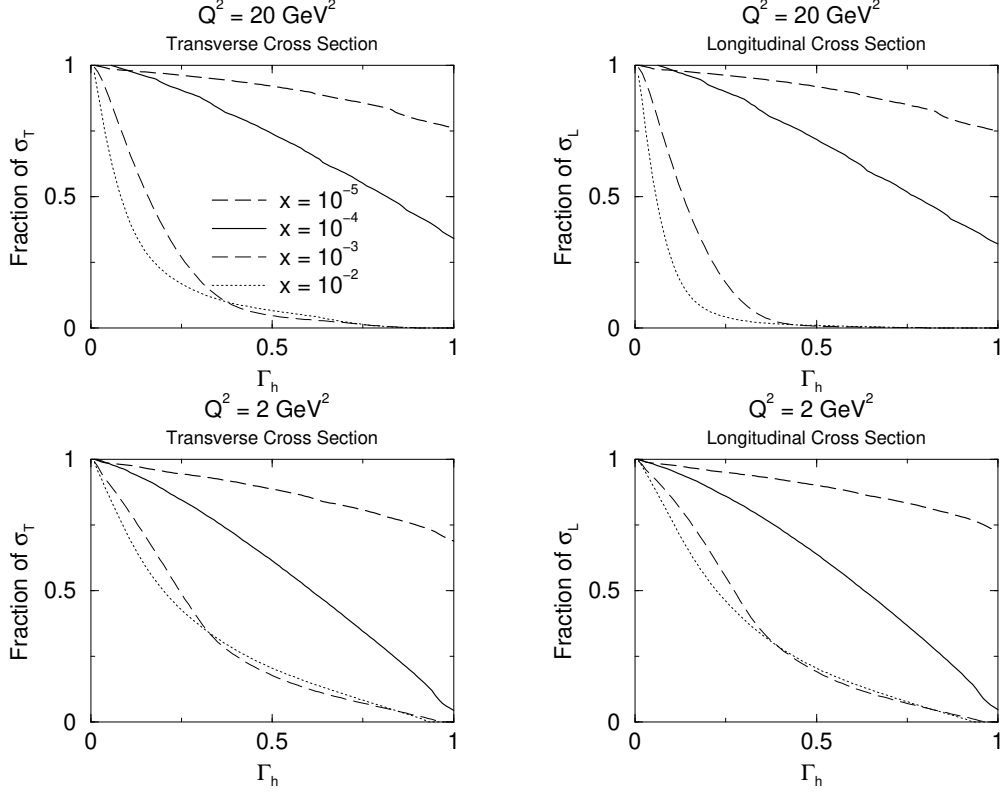 Q² = 20 GeV²
Transverse Cross Section
Fraction of σ_T
1
0.5
0
x = 10⁻⁵
x = 10⁻⁴
x = 10⁻³
x = 10⁻²
0
0.5
1
Γ_h
Q² = 20 GeV²
Longitudinal Cross Section
Fraction of σ_L
1
0.5
0
0
0.5
1
Γ_h
Q² = 2 GeV²
Transverse Cross Section
Fraction of σ_T
1
0.5
0
0
0.5
1
Γ_h
Q² = 2 GeV²
Longitudinal Cross Section
Fraction of σ_L
1
0.5
0
0
0.5
1
Γ_h